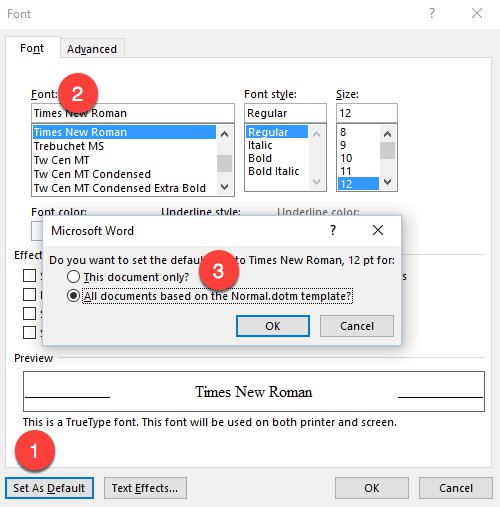 Font ? ×
Font Advanced
Font: 2 Font style: Size:
Times New Roman Regular 12
Times New Roman Regular 8
Trebuchet MS Italic 9
Tw Cen MT Bold 10
Tw Cen MT Condensed Bold Italic 11
Tw Cen MT Condensed Extra Bold 12
Font color: Underline style: Underline color:
Microsoft Word ? ×
Do you want to set the default to Times New Roman, 12 pt for:
3
This document only?
All documents based on the Normal.dotm template?
OK Cancel
Preview
Times New Roman
This is a TrueType font. This font will be used on both printer and screen.
1
Set As Default Text Effects... OK Cancel